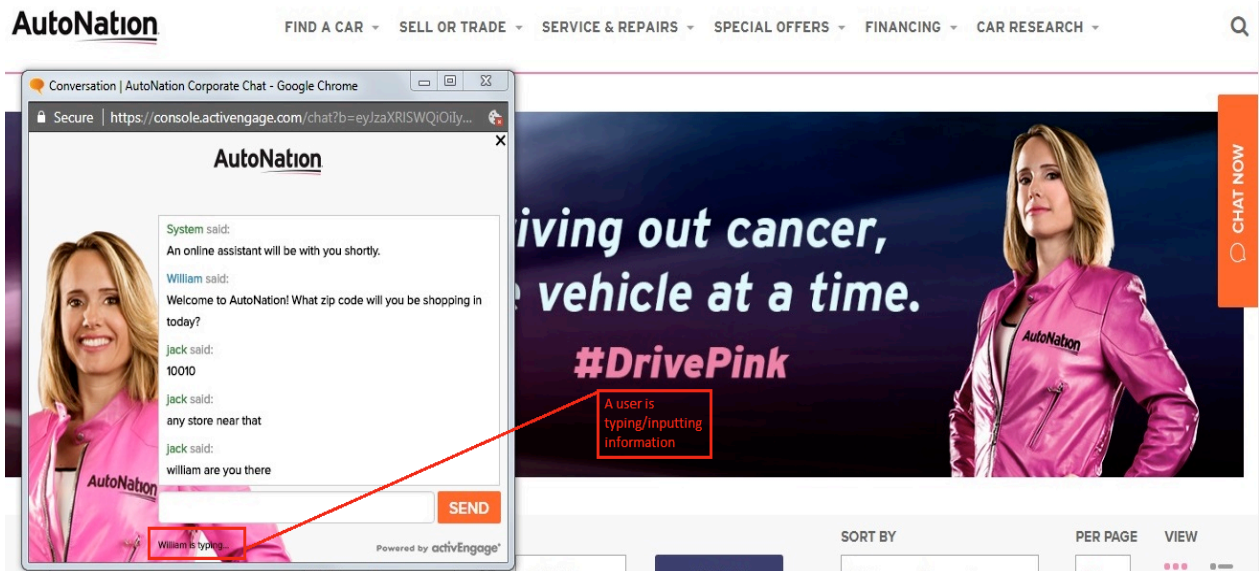 AutoNation
FIND A CAR SELL OR TRADE SERVICE & REPAIRS SPECIAL OFFERS FINANCING CAR RESEARCH
Conversation | AutoNation Corporate Chat - Google Chrome
Secure | https://console.activengage.com/chat?b=eyJzaXRlSWQiOiIy...
AutoNation
System said:
An online assistant will be with you shortly.
William said:
Welcome to AutoNation! What zip code will you be shopping in
today?
jack said:
10010
jack said:
any store near that
jack said:
william are you there
SEND
William is typing...
Powered by activEngage
AutoNation
iving out cancer,
vehicle at a time.
#DrivePink
A user is
typing/inputting
information
AutoNation
CHAT NOW
SORT BY
PER PAGE
VIEW